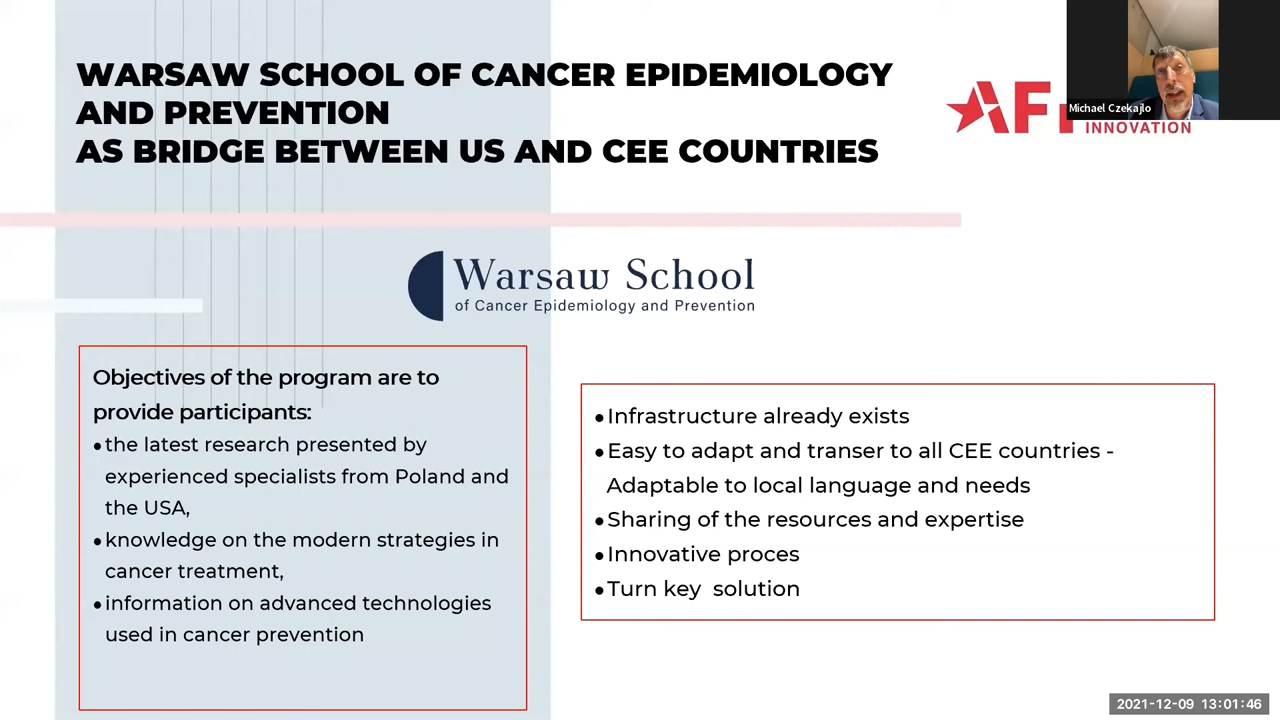 WARSAW SCHOOL OF CANCER EPIDEMIOLOGY
AND PREVENTION
AS BRIDGE BETWEEN US AND CEE COUNTRIES
INNOVATION
Michael Czekajlo
Warsaw School
of Cancer Epidemiology and Prevention
Objectives of the program are to
provide participants:
•the latest research presented by
experienced specialists from Poland and
the USA,
•knowledge on the modern strategies in
cancer treatment,
•information on advanced technologies
used in cancer prevention
•Infrastructure already exists
•Easy to adapt and transer to all CEE countries -
Adaptable to local language and needs
•Sharing of the resources and expertise
•Innovative proces
•Turn key  solution
2021-12-09 13:01:46